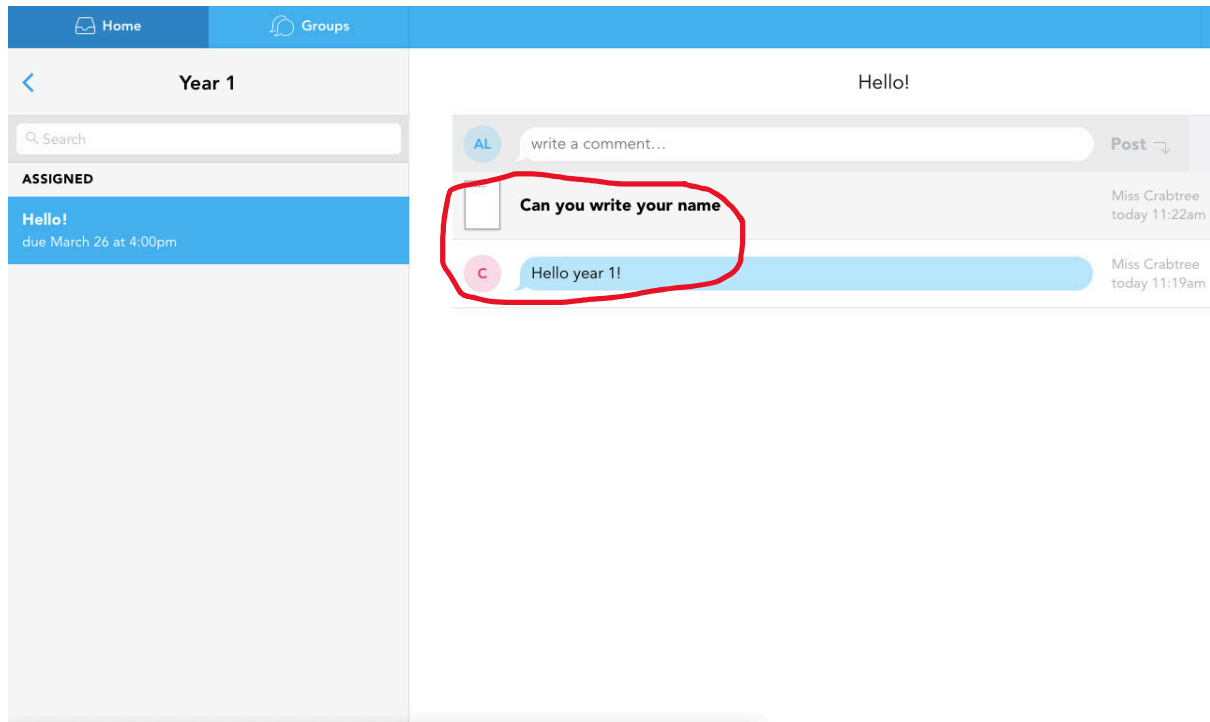 Home
Groups
Year 1
Hello!
Search
AL
write a comment...
Post
ASSIGNED
Hello!
due March 26 at 4:00pm
Can you write your name
Miss Crabtree
today 11:22am
C
Hello year 1!
Miss Crabtree
today 11:19am